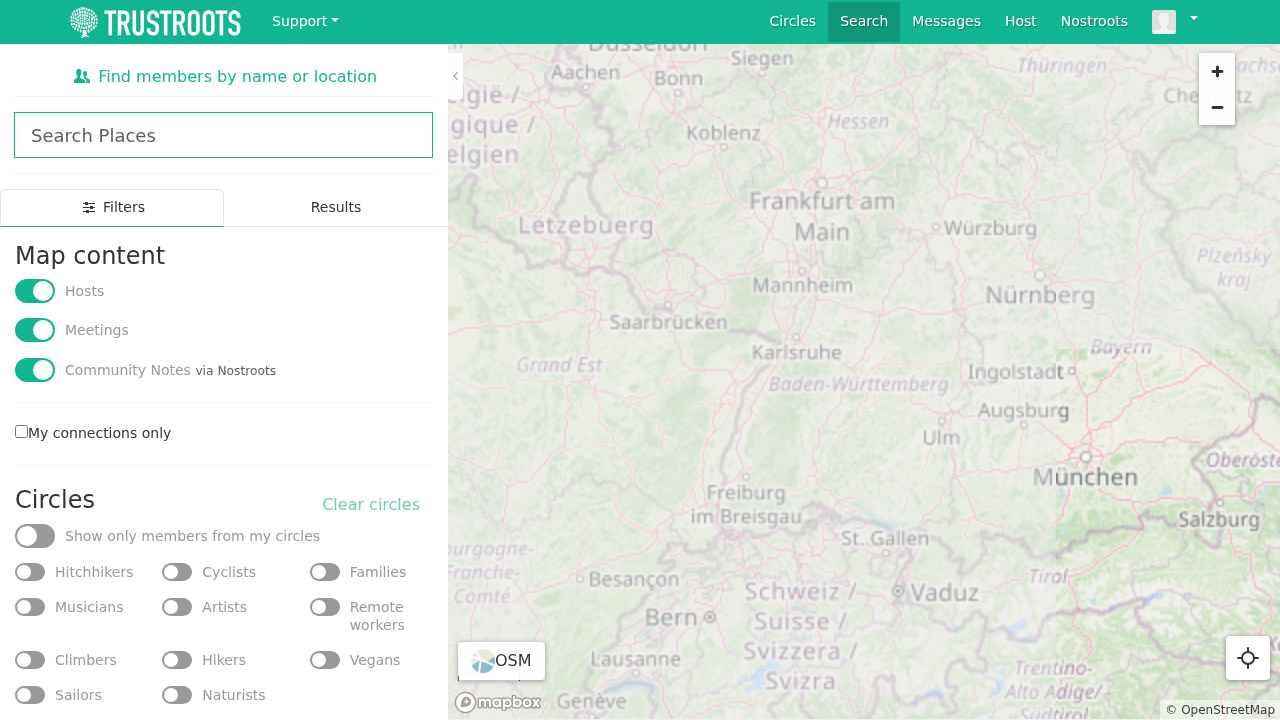 TRUSTROOTS
Support
Circles
Search
Messages
Host
Nostroots
Find members by name or location
Search Places
Filters
Results
Map content
Hosts
Meetings
Community Notes via Nostroots
My connections only
Circles
Clear circles
Show only members from my circles
Hitchhikers
Cyclists
Families
Musicians
Artists
Remote
workers
Climbers
Hikers
Vegans
Sailors
Naturists
Düsseldorf
Siegen
Aachen
Bonn
Thüringen
Koblenz
Hessen
Frankfurt am
Main
Letzebuerg
Würzburg
Plzeňský
kraj
Mannheim
Nürnberg
Saarbrücken
Karlsruhe
Bayern
Grand Est
Ingolstadt
Baden-Württemberg
Augsburg
Ulm
München
Freiburg
im Breisgau
Salzburg
St. Gallen
Besançon
Schweiz /
Suisse /
Svizzera /
Svizra
Vaduz
Tirol
Bern
Lausanne
Genève
Trentino-
Alto Adige/-
OSM
mapbox
© OpenStreetMap